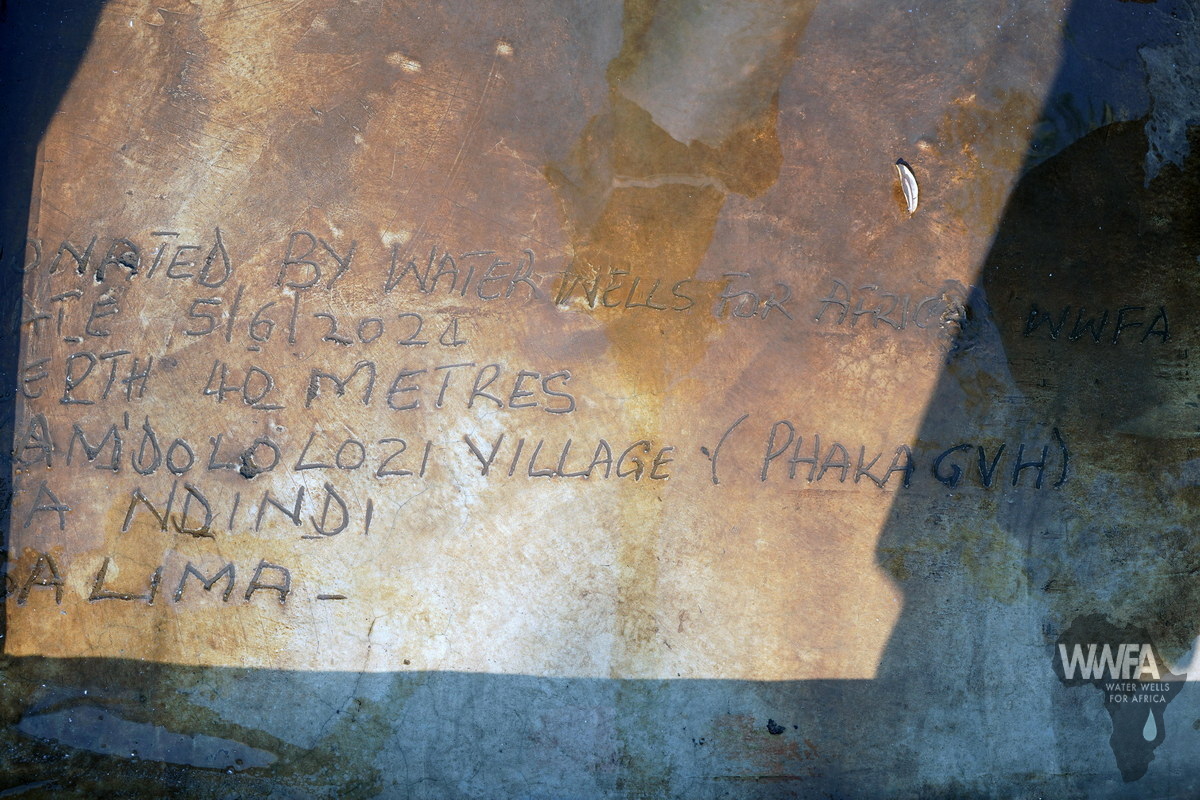 ONATED BY WATER WELLS FOR AFRICA WWFA
ATE 5/6/2024
EPTH 40 METRES
AMDOLOLOZI VILLAGE (PHAKA GVH)
A NDINDI
ALIMA
WWFA
WATER WELLS
FOR AFRICA